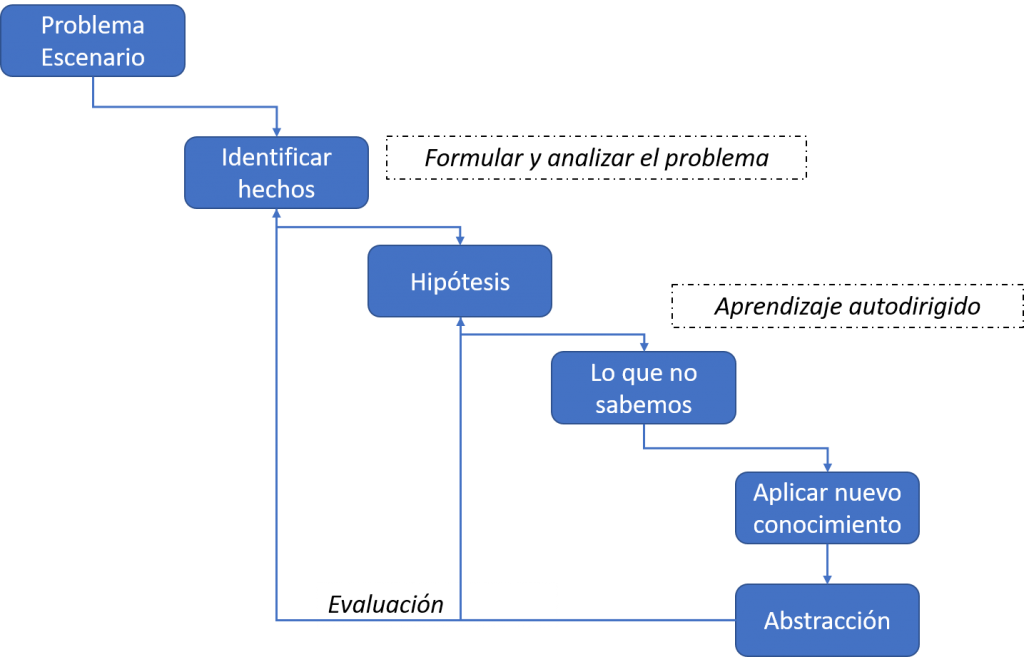 Problema
Escenario
Identificar
hechos
Formular y analizar el problema
Hipótesis
Aprendizaje autodirigido
Lo que no
sabemos
Aplicar nuevo
conocimiento
Evaluación
Abstracción